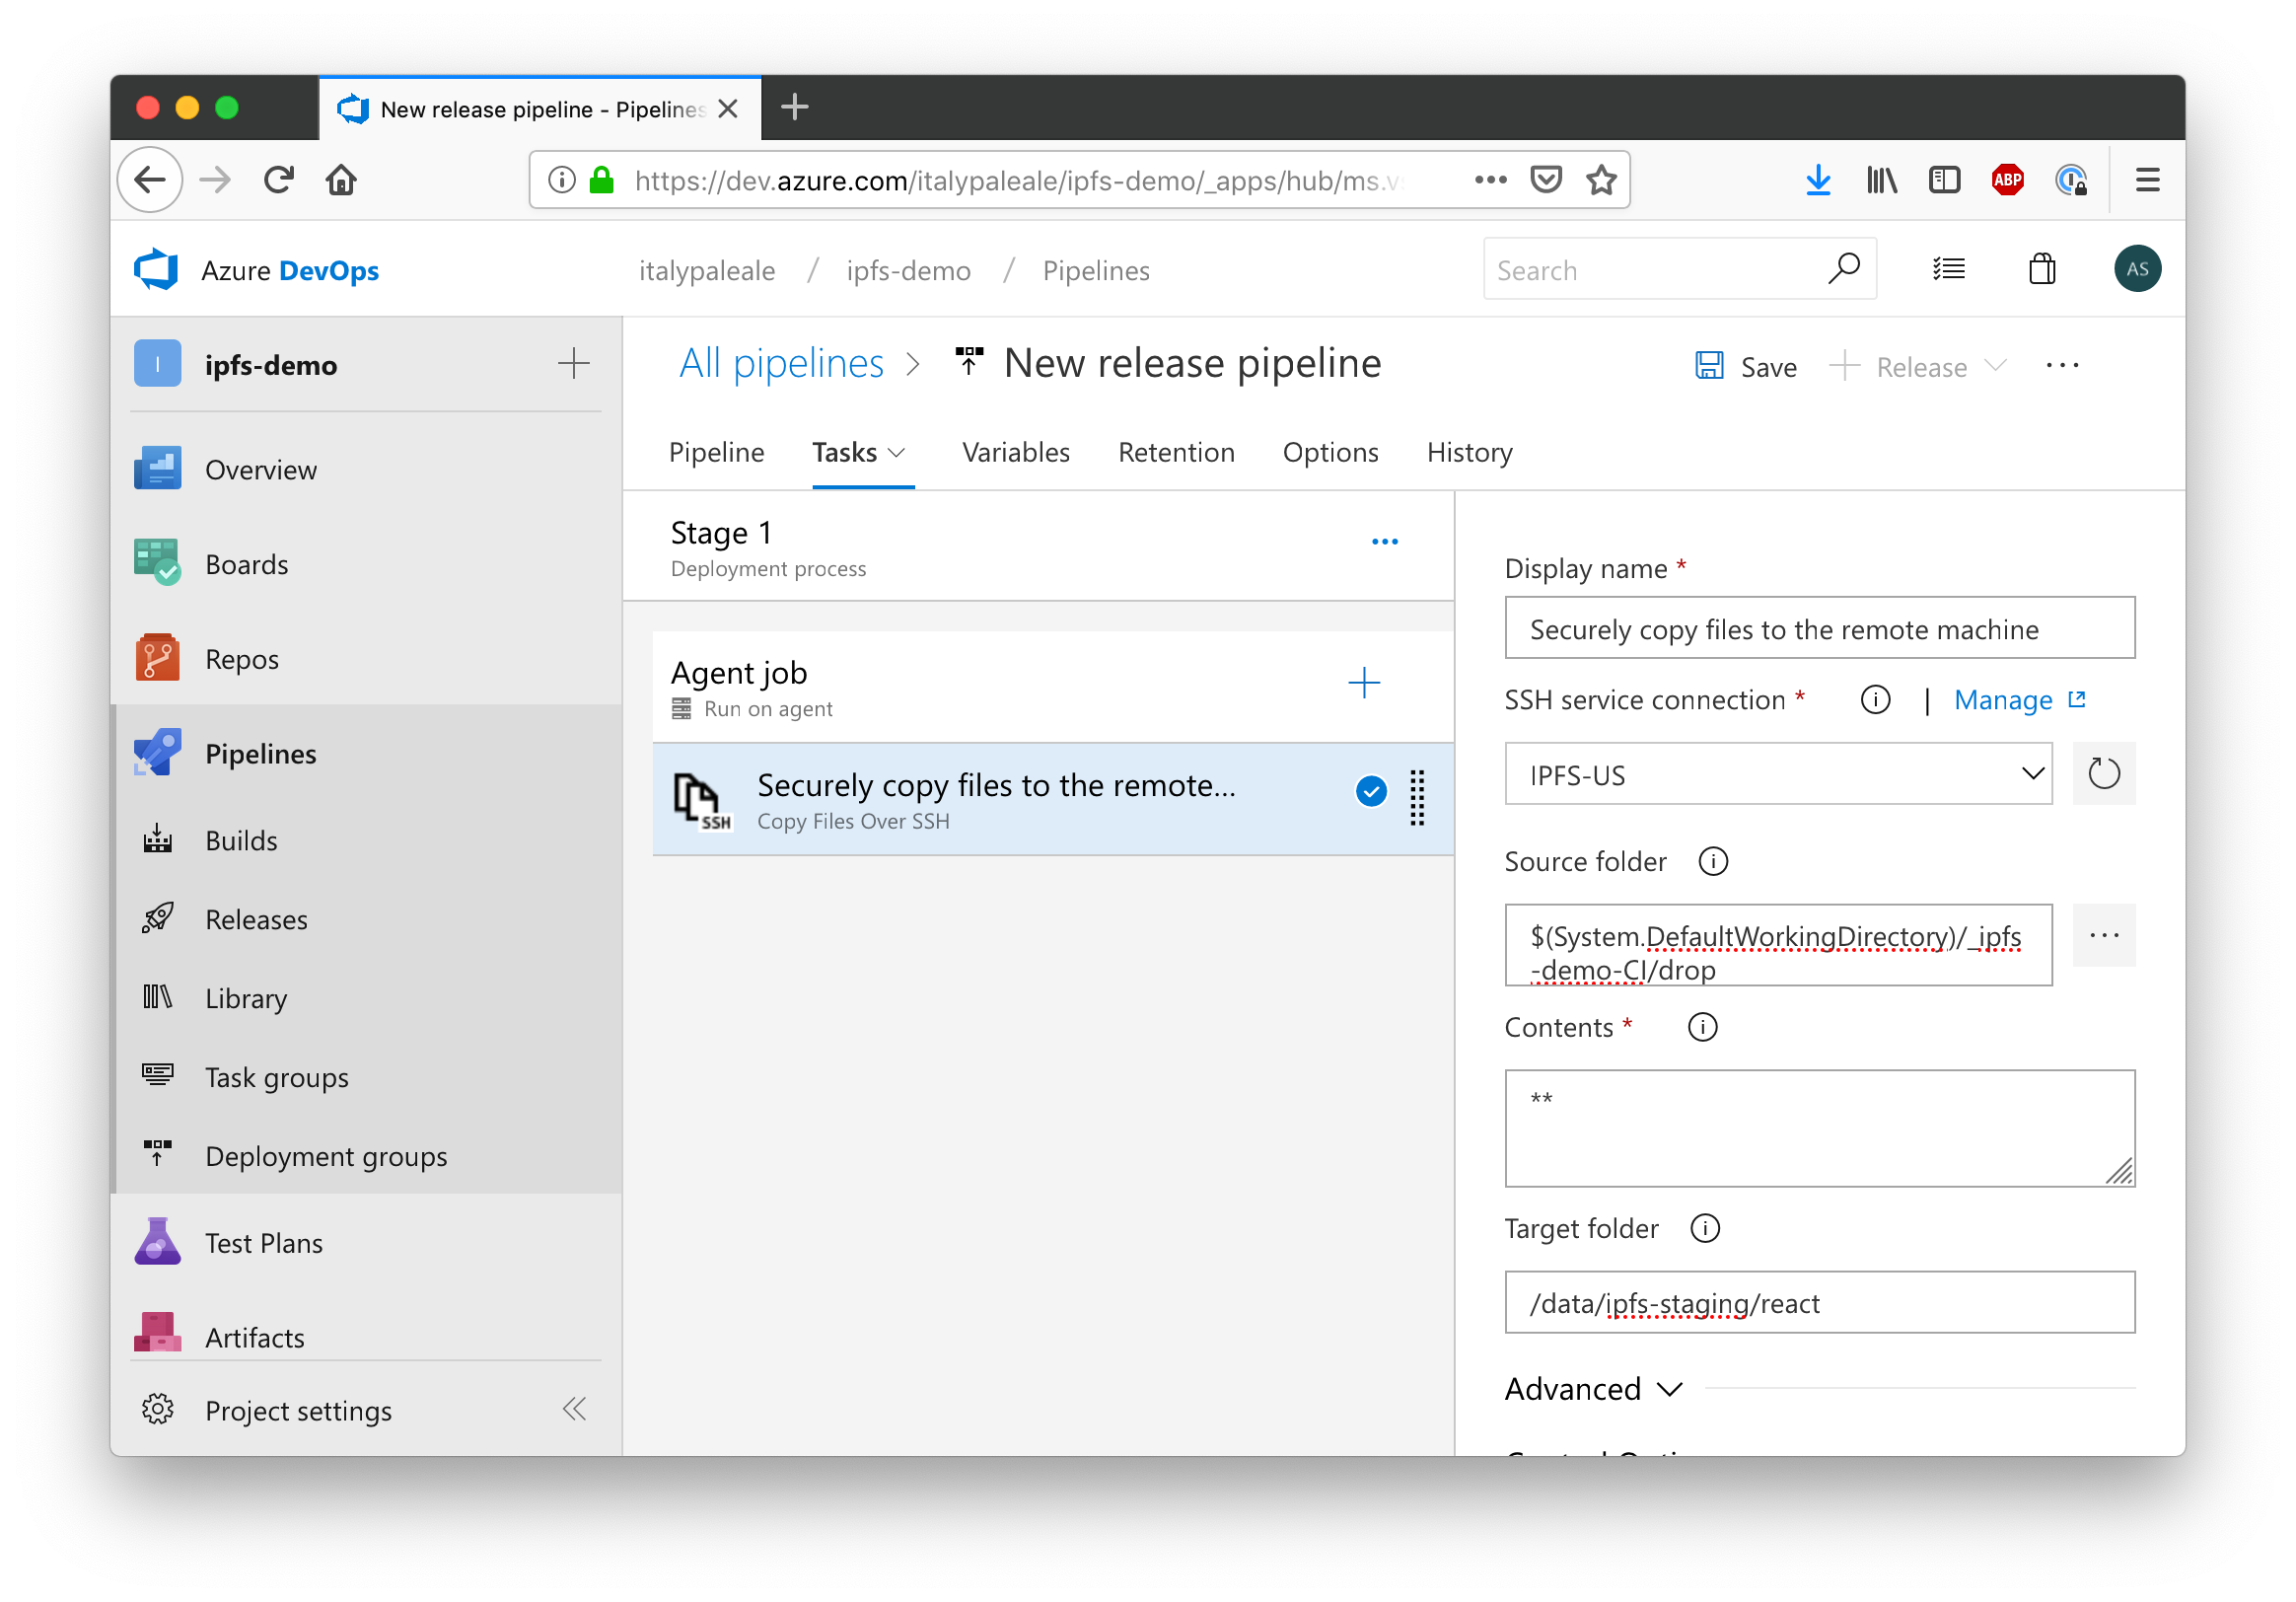 New release pipeline - Pipelines
https://dev.azure.com/italypaleale/ipfs-demo/_apps/hub/ms.v
ABP
Azure DevOps
italypaleale / ipfs-demo / Pipelines
Search
AS
I
ipfs-demo
All pipelines > New release pipeline
Save
Release
Overview
Boards
Repos
Pipelines
Builds
Releases
Library
Task groups
Deployment groups
Test Plans
Artifacts
Project settings
Pipeline Tasks Variables Retention Options History
Stage 1
Deployment process
Agent job
Run on agent
SSH
Securely copy files to the remote...
Copy Files Over SSH
Display name *
Securely copy files to the remote machine
SSH service connection * | Manage
IPFS-US
Source folder
$(System.DefaultWorkingDirectory)/_ipfs
-demo-CI/drop
Contents *
**
Target folder
/data/ipfs-staging/react
Advanced